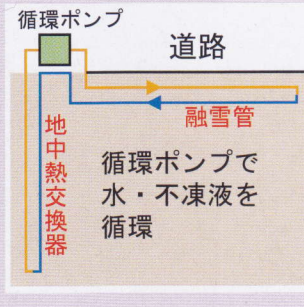 循環ポンプ
道路
融雪管
地中熱交換器
循環ポンプで
水・不凍液を
循環